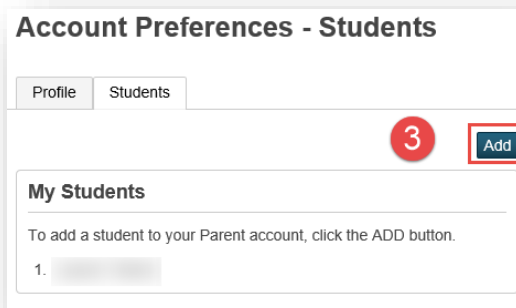 Account Preferences - Students
Profile Students
3 Add
My Students
To add a student to your Parent account, click the ADD button.
1.